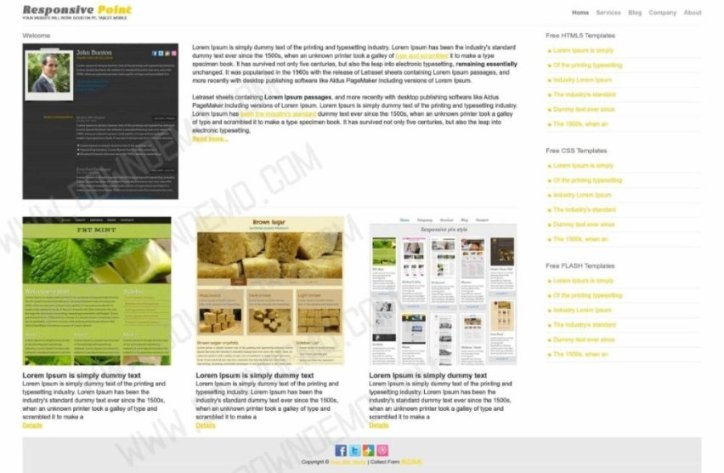 Responsive Point
YOUR WEBSITE WILL WORK GOOD ON PC, TABLET, MOBILE
Home Services Blog Company About
Welcome
John Buxton
Lorem Ipsum is simply dummy text of the printing and typesetting industry. Lorem Ipsum has been the industry's standard
dummy text ever since the 1500s, when an unknown printer took a galley of type and scrambled it to make a type
specimen book. It has survived not only five centuries, but also the leap into electronic typesetting, remaining essentially
unchanged. It was popularised in the 1960s with the release of Letraset sheets containing Lorem Ipsum passages, and
more recently with desktop publishing software like Aldus PageMaker including versions of Lorem Ipsum.
Letraset sheets containing Lorem Ipsum passages, and more recently with desktop publishing software like Aldus
PageMaker including versions of Lorem Ipsum. Lorem Ipsum is simply dummy text of the printing and typesetting industry.
Lorem Ipsum has been the industry's standard dummy text ever since the 1500s, when an unknown printer took a galley
of type and scrambled it to make a type specimen book. It has survived not only five centuries, but also the leap into
electronic typesetting.
Read more...
Free HTML5 Templates
Lorem Ipsum is simply
Of the printing typesetting
Industry Lorem Ipsum
The Industry's standard
Dummy text ever since
The 1500s, when an
Free CSS Templates
Lorem Ipsum is simply
Of the printing typesetting
Industry Lorem Ipsum
The Industry's standard
Dummy text ever since
The 1500s, when an
Free FLASH Templates
Lorem Ipsum is simply
Of the printing typesetting
Industry Lorem Ipsum
The Industry's standard
Dummy text ever since
The 1500s, when an
FAT MINT
Brown Sugar
Home Company Services Blog Contact
Responsive pin style
Lorem Ipsum is simply dummy text
Lorem Ipsum is simply dummy text of the printing and
typesetting industry. Lorem Ipsum has been the
industry's standard dummy text ever since the 1500s,
when an unknown printer took a galley of type and
scrambled it to make a
Details
Lorem Ipsum is simply dummy text
Lorem Ipsum is simply dummy text of the printing and
typesetting industry. Lorem Ipsum has been the
industry's standard dummy text ever since the 1500s,
when an unknown printer took a galley of type and
scrambled it to make a
Details
Lorem Ipsum is simply dummy text
Lorem Ipsum is simply dummy text of the printing and
typesetting industry. Lorem Ipsum has been the
industry's standard dummy text ever since the 1500s,
when an unknown printer took a galley of type and
scrambled it to make a
Details
Copyright © | Collect From